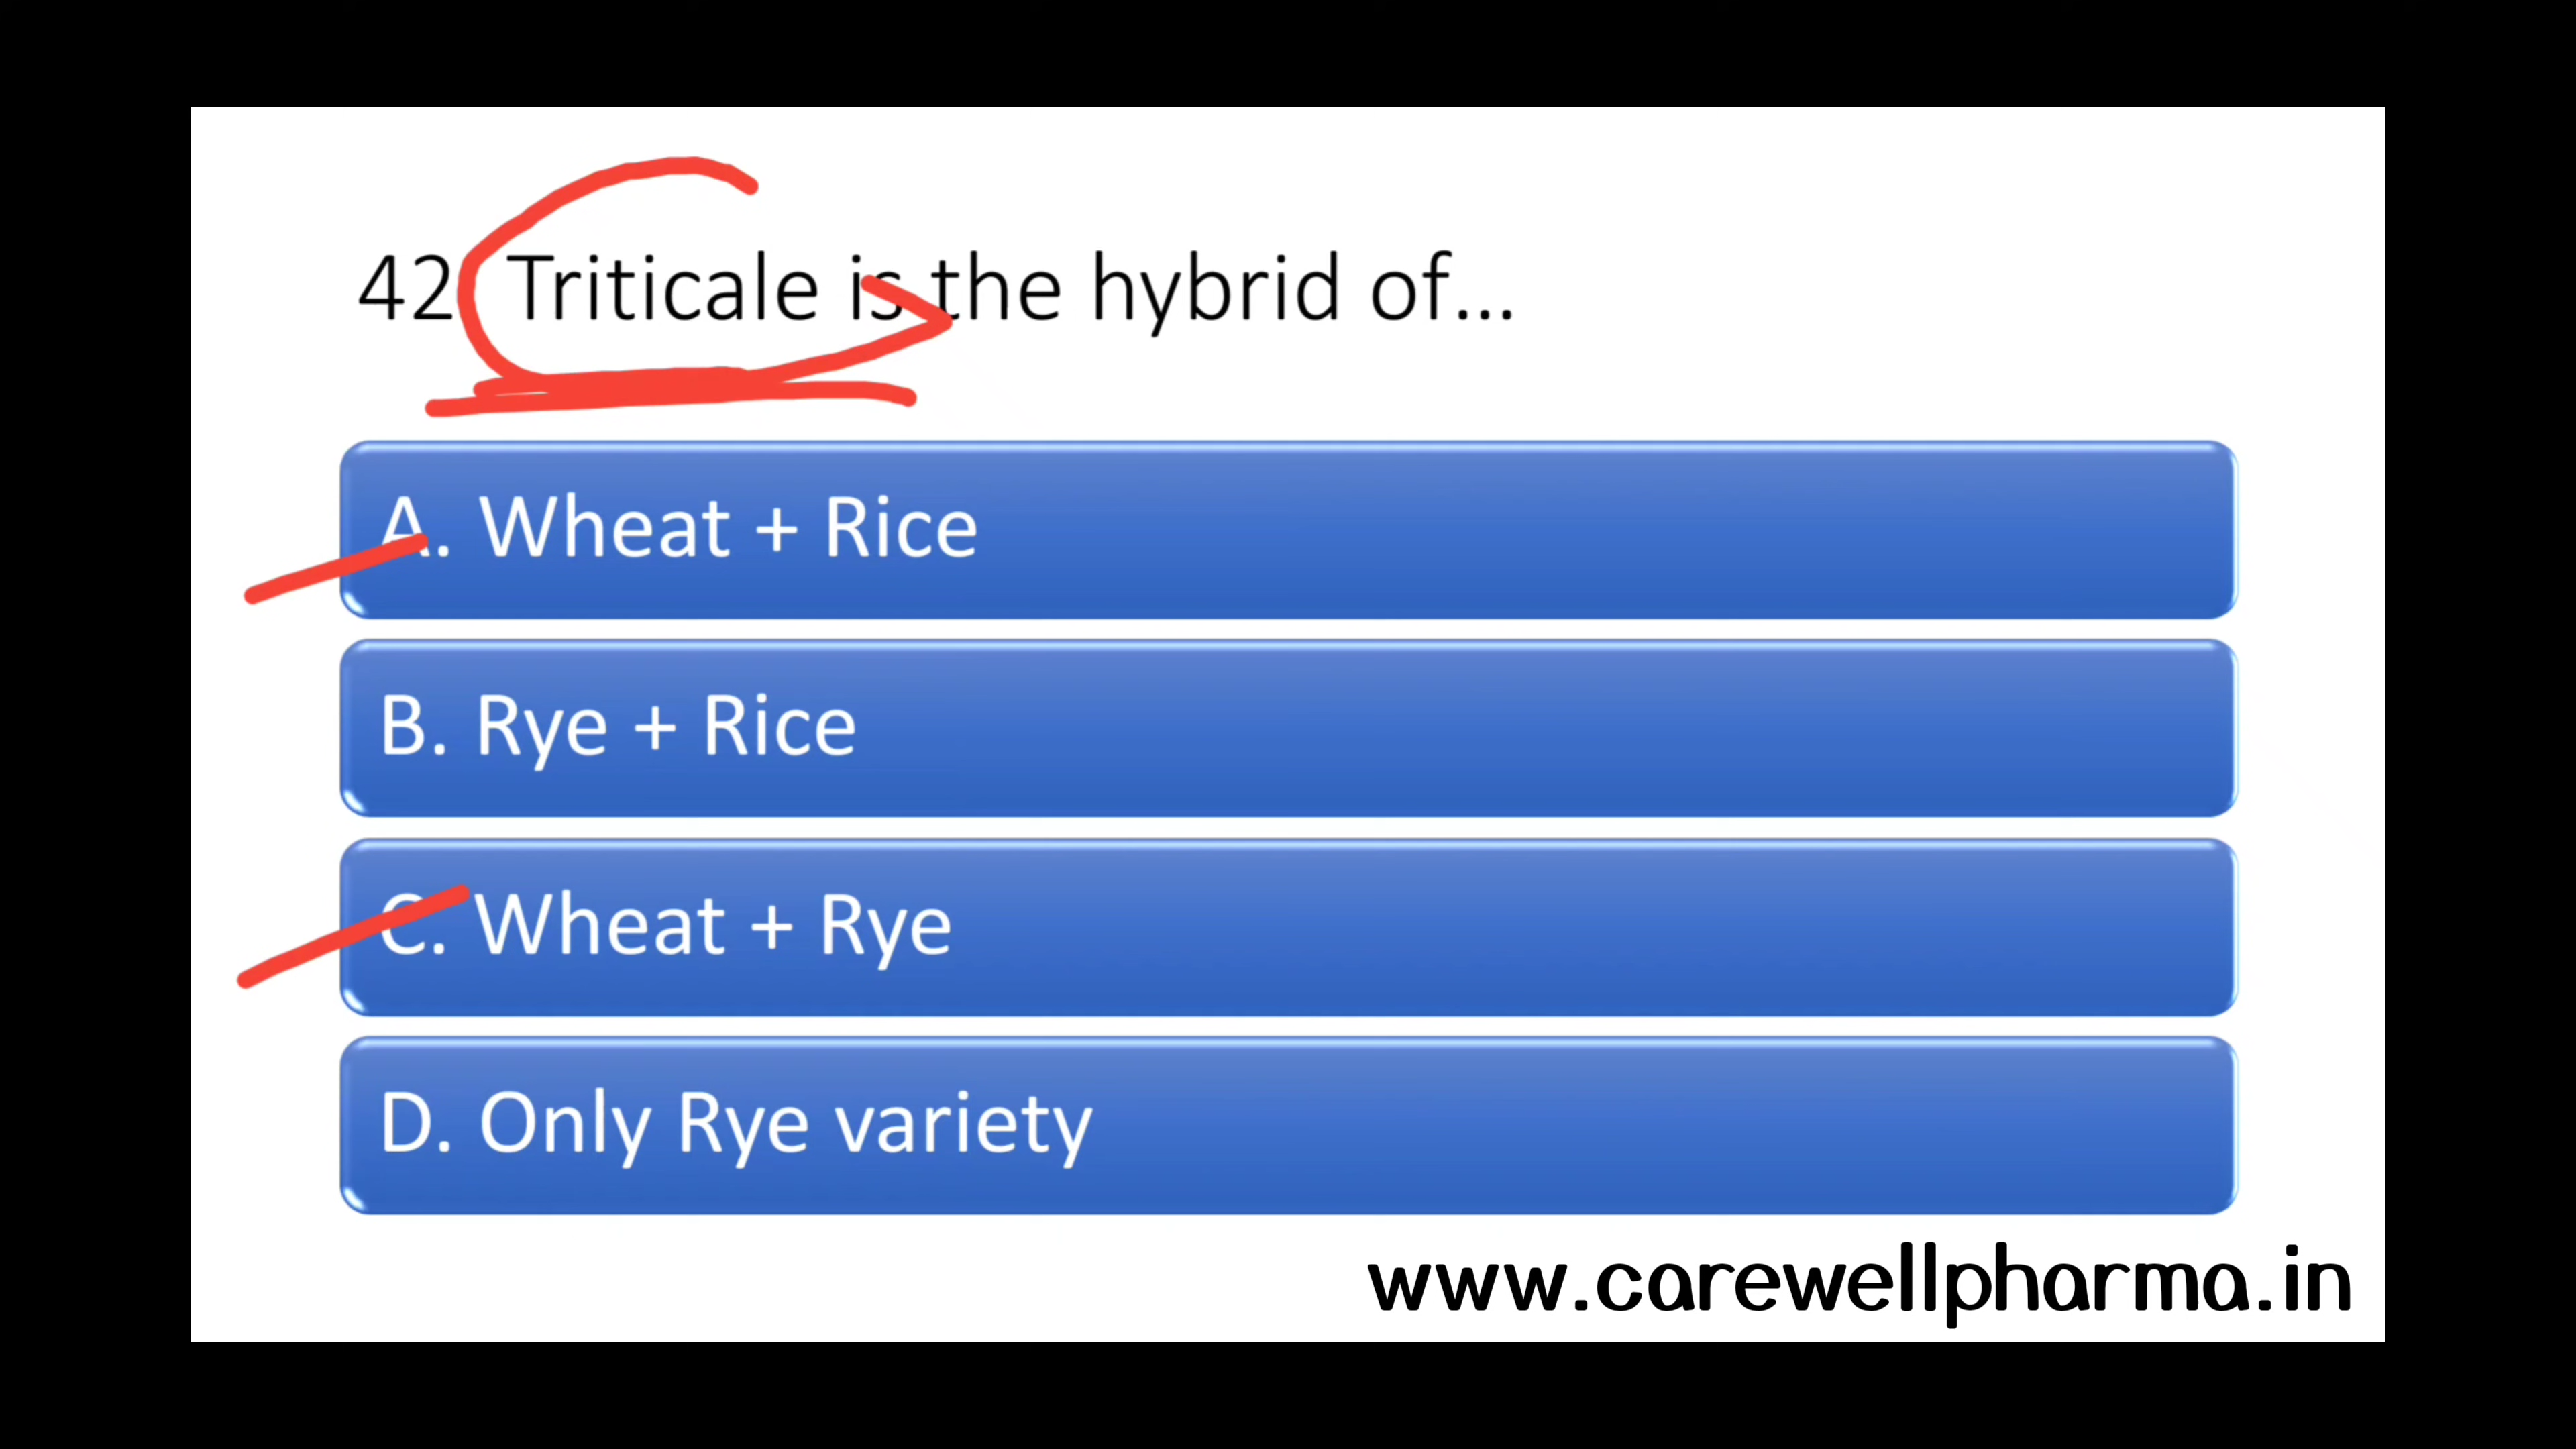 42 Triticale is the hybrid of...
A. Wheat + Rice
B. Rye + Rice
C. Wheat + Rye
D. Only Rye variety
www.carewellpharma.in